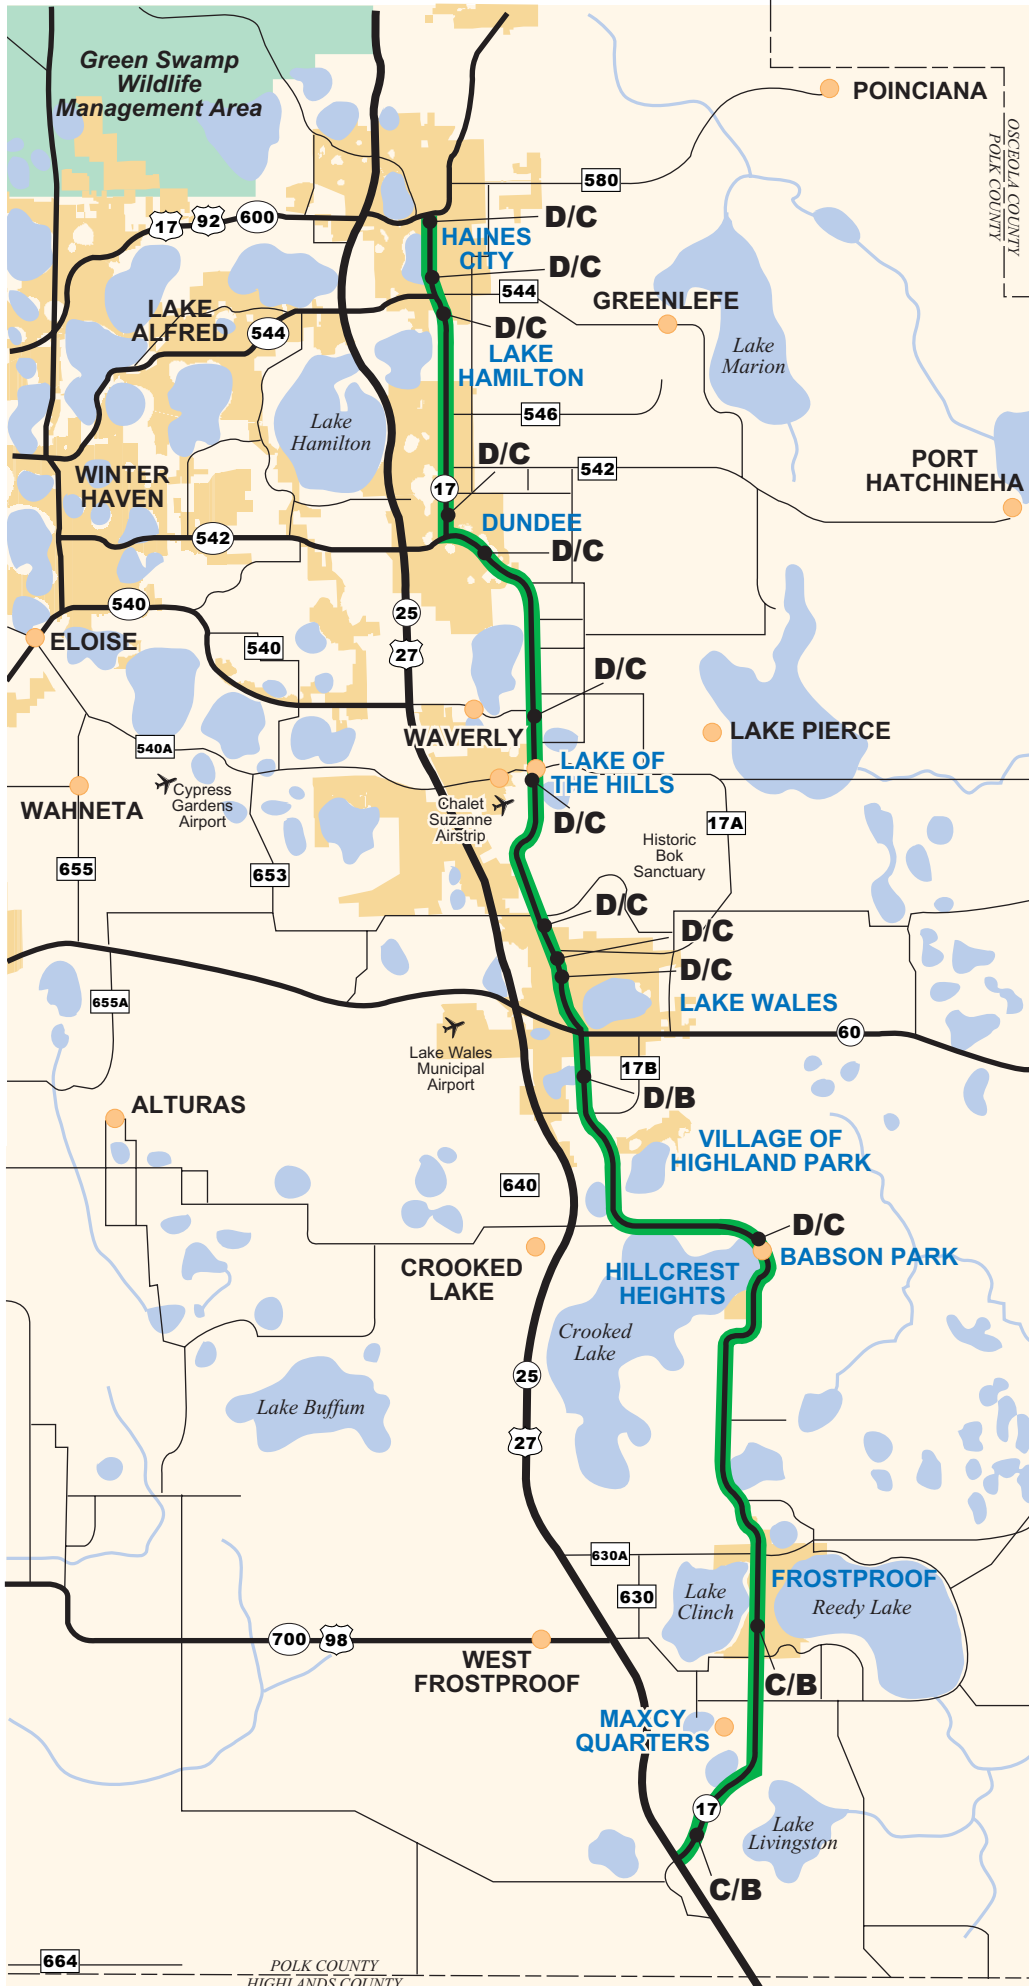 Green Swamp
Wildlife
Management Area
POINCIANA
OSCEOLA COUNTY
POLK COUNTY
580
17
92
600
D/C
HAINES
CITY
D/C
544
GREENLEFE
LAKE
ALFRED
544
D/C
LAKE
HAMILTON
Lake
Marion
546
Lake
Hamilton
D/C
542
PORT
HATCHINEHA
WINTER
HAVEN
17
DUNDEE
542
D/C
540
25
ELOISE
540
27
D/C
WAVERLY
LAKE PIERCE
540A
LAKE OF
THE HILLS
WAHNETA
Cypress
Gardens
Airport
Chalet
Suzanne
Airstrip
D/C
17A
Historic
Bok
Sanctuary
655
653
D/C
D/C
D/C
655A
LAKE WALES
60
Lake Wales
Municipal
Airport
17B
D/B
ALTURAS
VILLAGE OF
HIGHLAND PARK
640
D/C
CROOKED
LAKE
HILLCREST
HEIGHTS
BABSON PARK
Crooked
Lake
25
Lake Buffum
27
630A
630
Lake
Clinch
FROSTPROOF
Reedy Lake
700
98
WEST
FROSTPROOF
C/B
MAXCY
QUARTERS
17
Lake
Livingston
C/B
664
POLK COUNTY
HIGHLANDS COUNTY